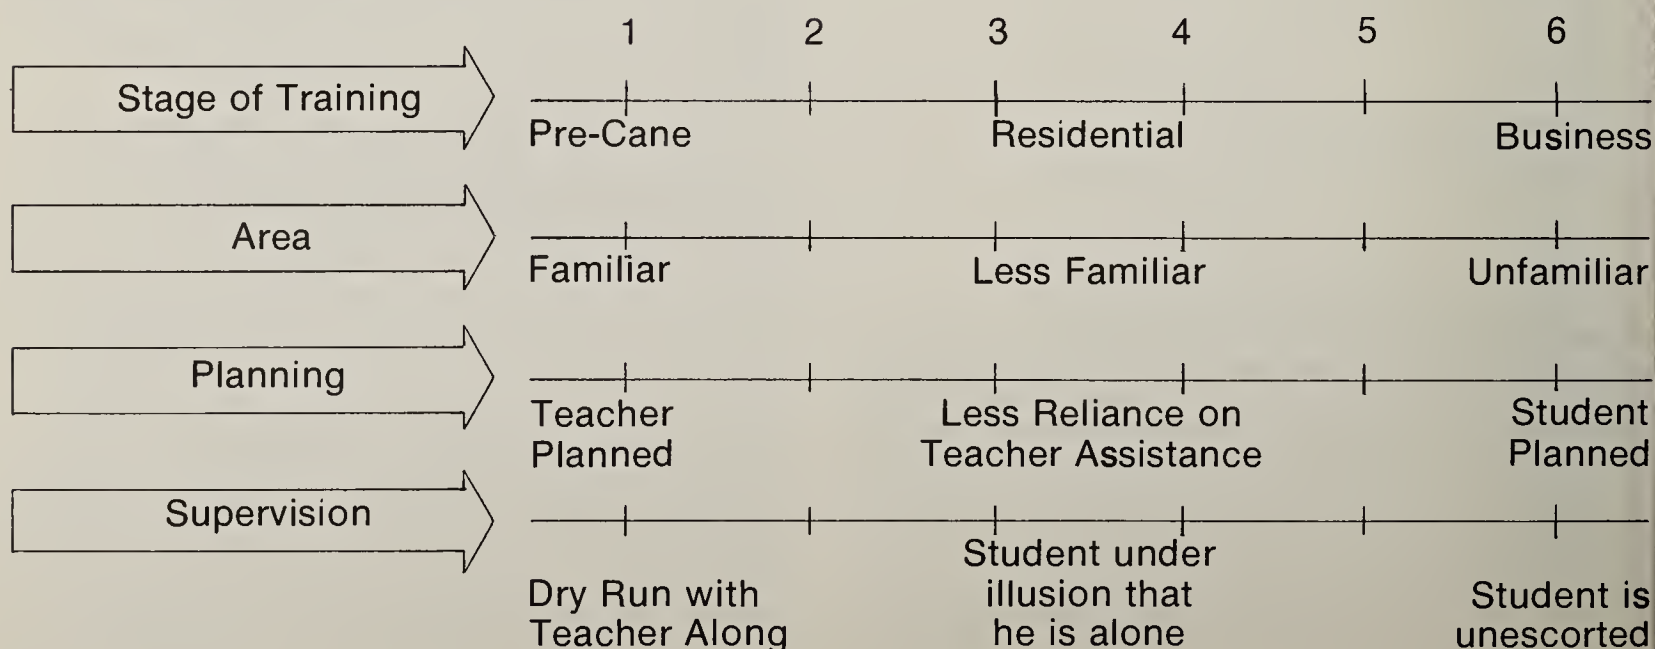 1 2 3 4 5 6
Stage of Training
Pre-Cane Residential Business
Area
Familiar Less Familiar Unfamiliar
Planning
Teacher Less Reliance on Student
Planned Teacher Assistance Planned
Supervision
Student under
Dry Run with illusion that Student is
Teacher Along he is alone unescorted